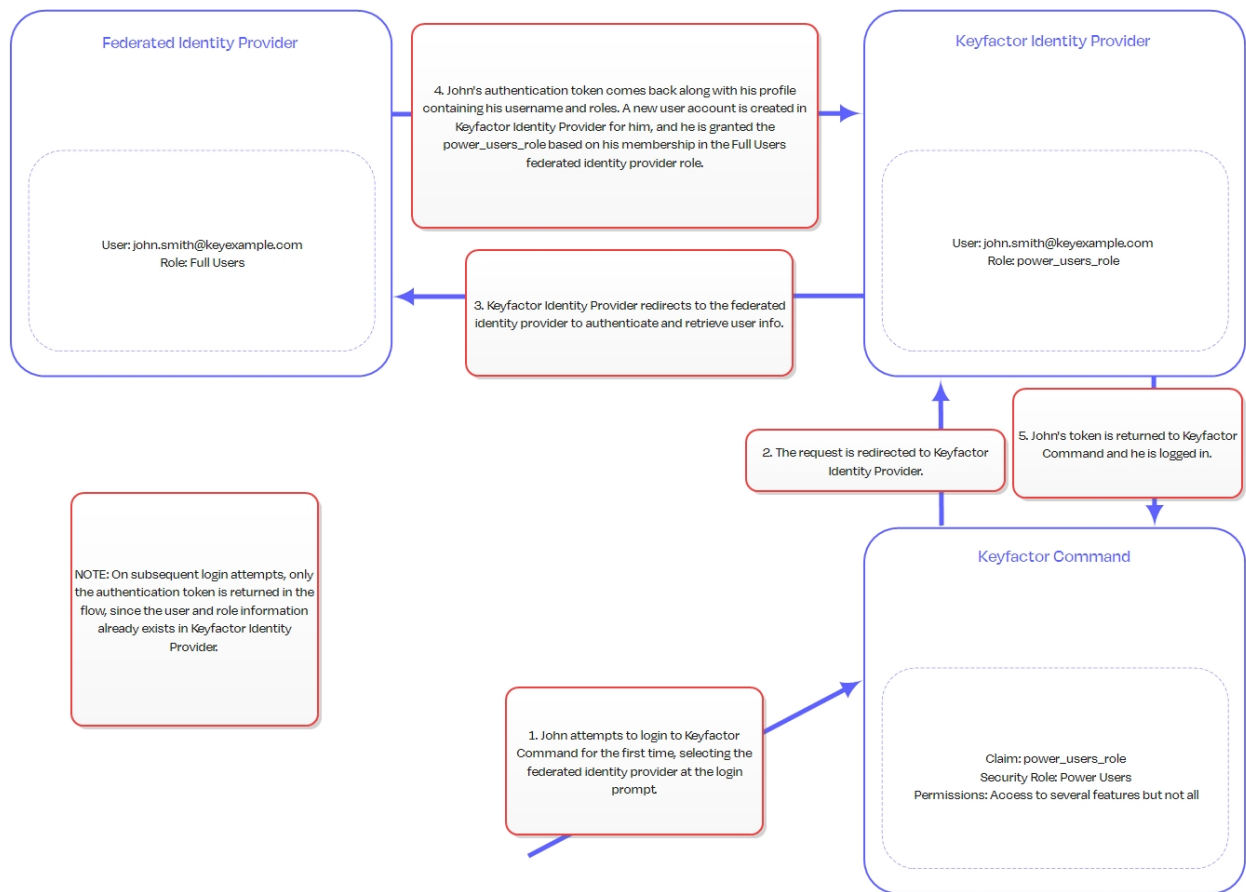 Federated Identity Provider
User: john.smith@keyexample.com
Role: Full Users
4. John's authentication token comes back along with his profile
containing his username and roles. A new user account is created in
Keyfactor Identity Provider for him, and he is granted the
power_users_role based on his membership in the Full Users
federated identity provider role.
Keyfactor Identity Provider
User: john.smith@keyexample.com
Role: power_users_role
3. Keyfactor Identity Provider redirects to the federated
identity provider to authenticate and retrieve user info.
2. The request is redirected to Keyfactor
Identity Provider.
5. John's token is returned to Keyfactor
Command and he is logged in.
NOTE: On subsequent login attempts, only
the authentication token is returned in the
flow, since the user and role information
already exists in Keyfactor Identity
Provider.
Keyfactor Command
Claim: power_users_role
Security Role: Power Users
Permissions: Access to several features but not all
1. John attempts to login to Keyfactor
Command for the first time, selecting the
federated identity provider at the login
prompt.